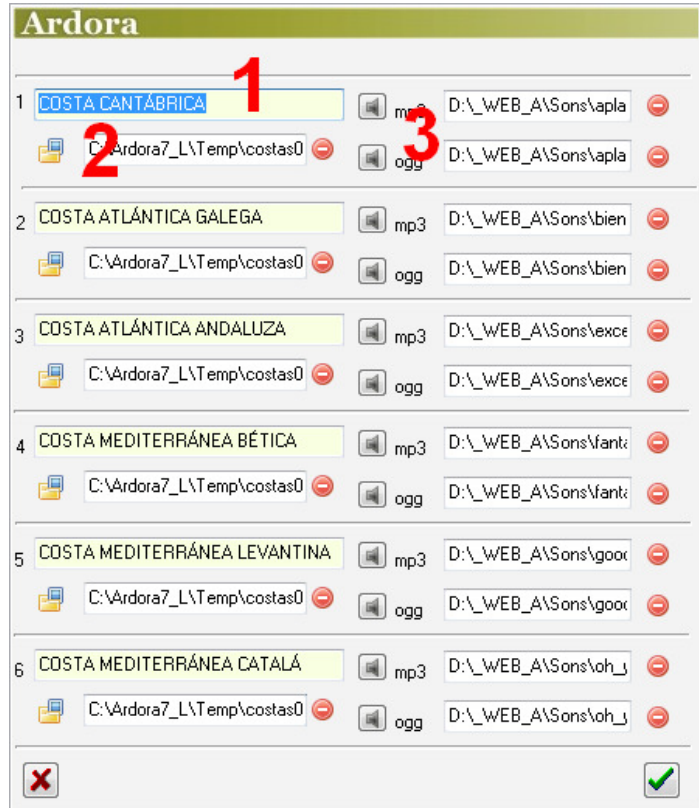 Ardora
1
1 COSTA CANTÁBRICA mp3 D:\_WEB_A\Sons\apla
2 3
C:\Ardora7_L\Temp\costas0 ogg D:\_WEB_A\Sons\apla
2 COSTA ATLÁNTICA GALEGA mp3 D:\_WEB_A\Sons\bien
C:\Ardora7_L\Temp\costas0 ogg D:\_WEB_A\Sons\bien
3 COSTA ATLÁNTICA ANDALUZA mp3 D:\_WEB_A\Sons\exce
C:\Ardora7_L\Temp\costas0 ogg D:\_WEB_A\Sons\exce
4 COSTA MEDITERRÁNEA BÉTICA mp3 D:\_WEB_A\Sons\fanta
C:\Ardora7_L\Temp\costas0 ogg D:\_WEB_A\Sons\fanta
5 COSTA MEDITERRÁNEA LEVANTINA mp3 D:\_WEB_A\Sons\good
C:\Ardora7_L\Temp\costas0 ogg D:\_WEB_A\Sons\good
6 COSTA MEDITERRÁNEA CATALÁ mp3 D:\_WEB_A\Sons\oh_y
C:\Ardora7_L\Temp\costas0 ogg D:\_WEB_A\Sons\oh_y